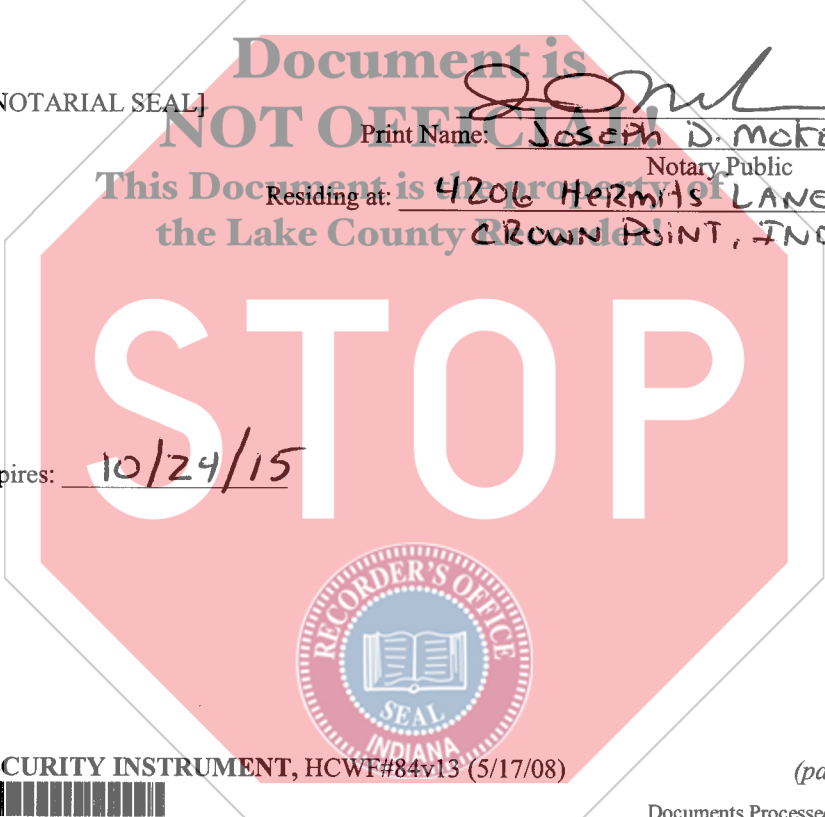 Document is
NOTARIAL SEAL]
NOT OFFICIAL!
Print Name: Joseph D. McKe
Notary Public
This Document is the property of
Residing at: 4206 Hermits LANE
the Lake County Recorder!
CROWN POINT, IND
STOP
pires: 10/24/15
RECORDER'S OFFICE
SEAL
INDIANA
CURITY INSTRUMENT, HCWF#84v13 (5/17/08)
(pa
Documents Processe